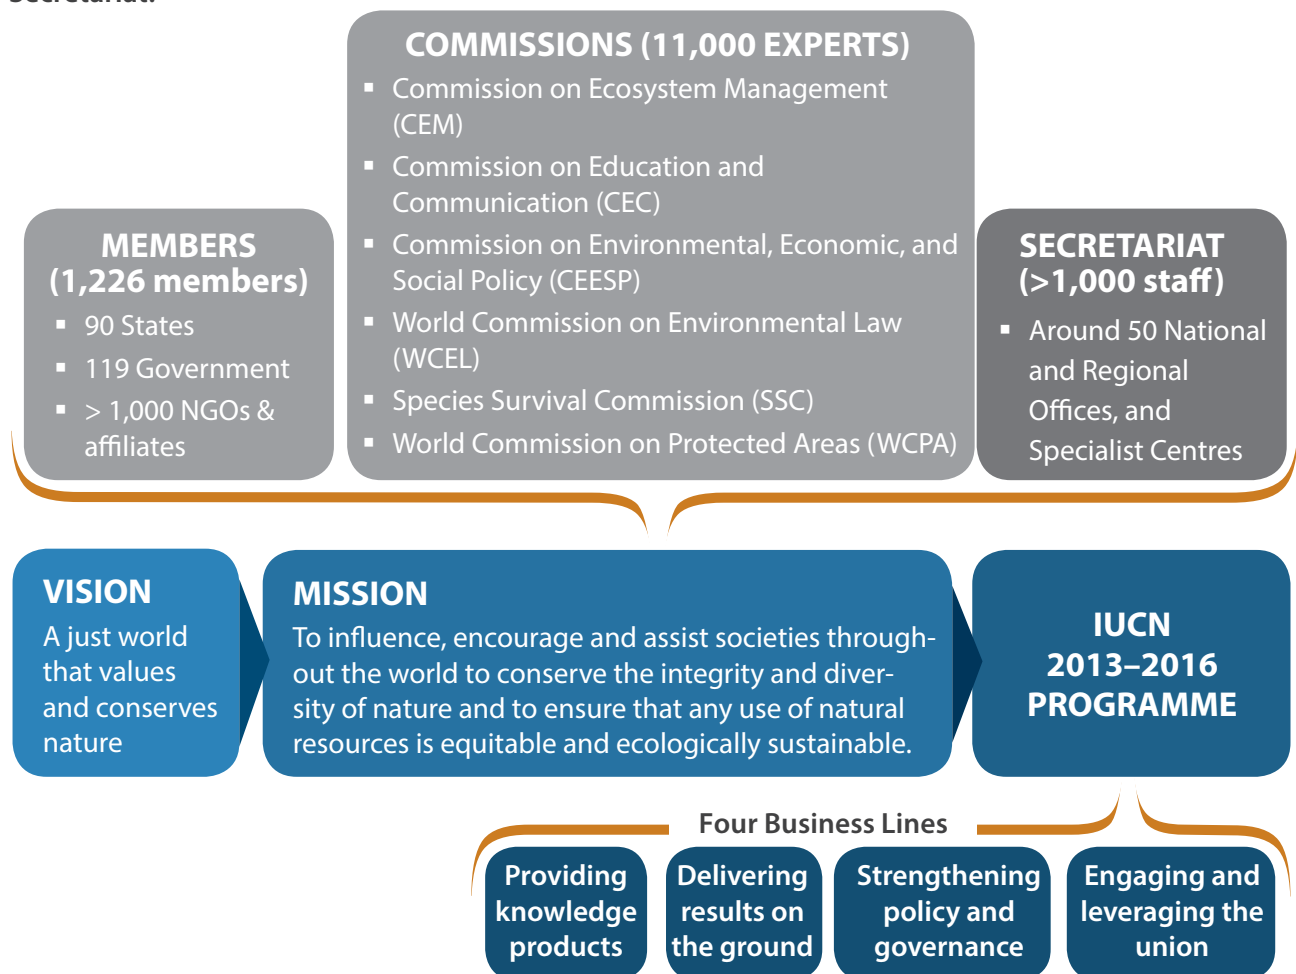 Secretariat.
COMMISSIONS (11,000 EXPERTS)
▪ Commission on Ecosystem Management
(CEM)
▪ Commission on Education and
Communication (CEC)
▪ Commission on Environmental, Economic, and
Social Policy (CEESP)
▪ World Commission on Environmental Law
(WCEL)
▪ Species Survival Commission (SSC)
▪ World Commission on Protected Areas (WCPA)
MEMBERS
(1,226 members)
▪ 90 States
▪ 119 Government
▪ > 1,000 NGOs &
affiliates
SECRETARIAT
(>1,000 staff)
▪ Around 50 National
and Regional
Offices, and
Specialist Centres
VISION
A just world
that values
and conserves
nature
MISSION
To influence, encourage and assist societies through-
out the world to conserve the integrity and diver-
sity of nature and to ensure that any use of natural
resources is equitable and ecologically sustainable.
IUCN
2013–2016
PROGRAMME
Four Business Lines
Providing
knowledge
products
Delivering
results on
the ground
Strengthening
policy and
governance
Engaging and
leveraging the
union